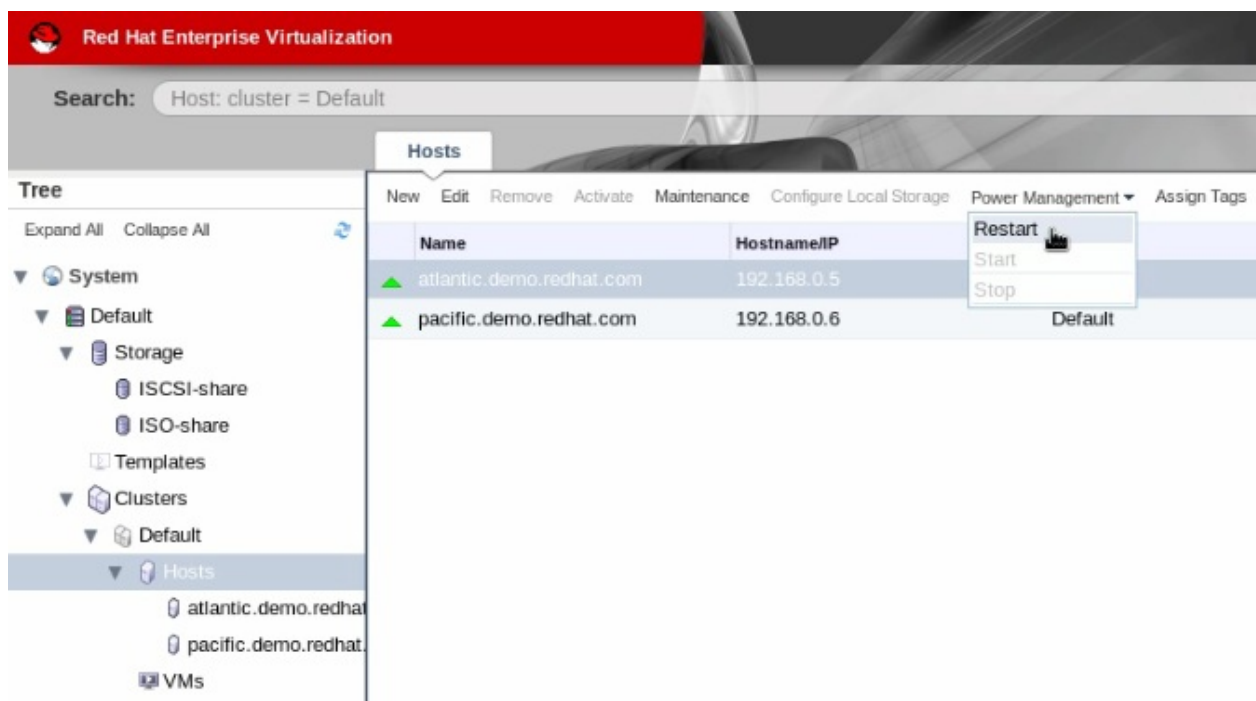 Red Hat Enterprise Virtualization
Search: Host: cluster = Default
Hosts
Tree
New Edit Remove Activate Maintenance Configure Local Storage Power Management Assign Tags
Expand All Collapse All
Restart
Start
Stop
Name Hostname/IP
atlantic.demo.redhat.com 192.168.0.5
pacific.demo.redhat.com 192.168.0.6 Default
System
Default
Storage
ISCSI-share
ISO-share
Templates
Clusters
Default
Hosts
atlantic.demo.redhat
pacific.demo.redhat.
VMs